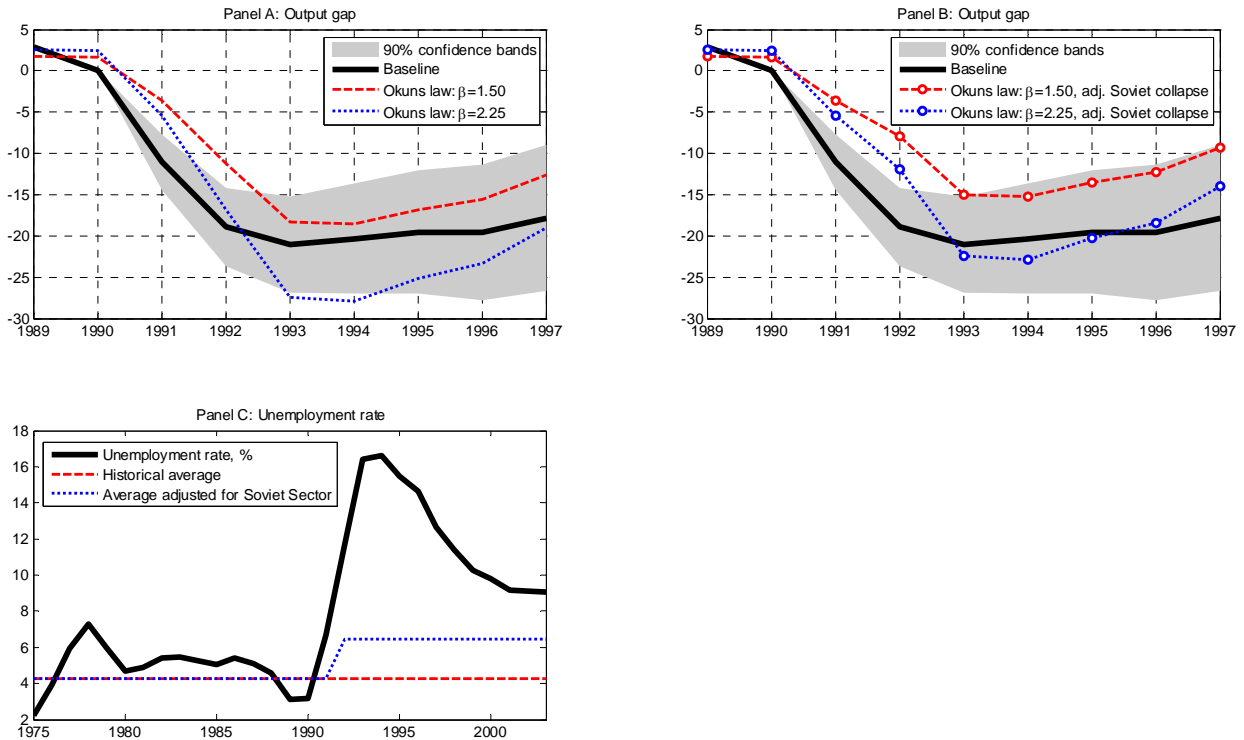 Panel A: Output gap
5
0
-5
-10
-15
-20
-25
-30
1989 1990 1991 1992 1993 1994 1995 1996 1997
90% confidence bands
Baseline
Okuns law: β=1.50
Okuns law: β=2.25
Panel B: Output gap
5
0
-5
-10
-15
-20
-25
-30
1989 1990 1991 1992 1993 1994 1995 1996 1997
90% confidence bands
Baseline
Okuns law: β=1.50, adj. Soviet collapse
Okuns law: β=2.25, adj. Soviet collapse
Panel C: Unemployment rate
18
16
14
12
10
8
6
4
2
1975 1980 1985 1990 1995 2000
Unemployment rate, %
Historical average
Average adjusted for Soviet Sector